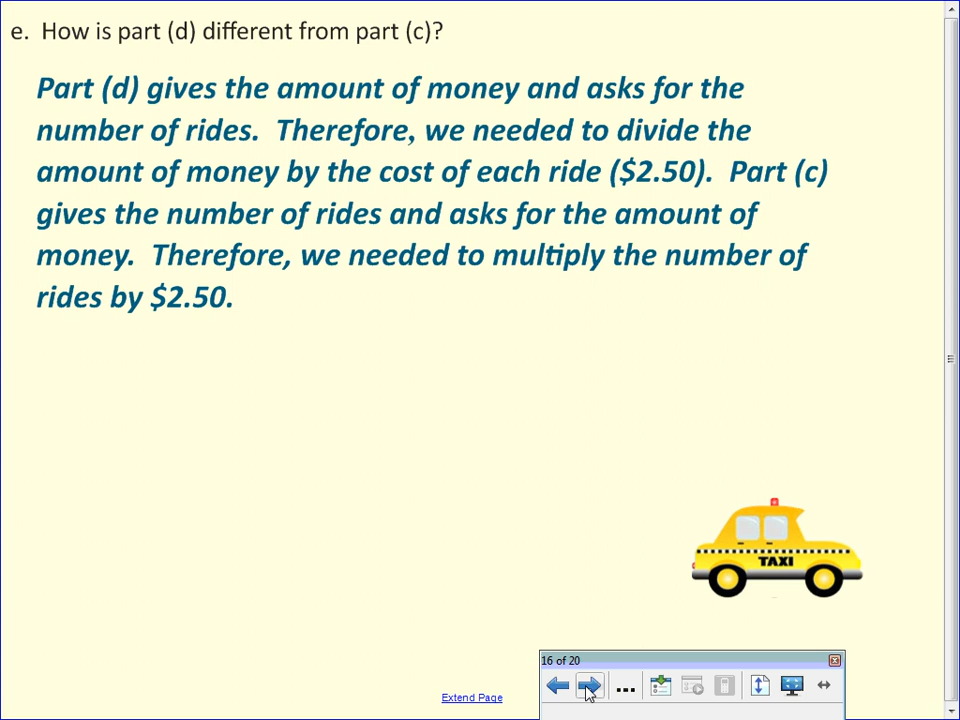 e. How is part (d) different from part (c)?
Part (d) gives the amount of money and asks for the
number of rides. Therefore, we needed to divide the
amount of money by the cost of each ride ($2.50). Part (c)
gives the number of rides and asks for the amount of
money. Therefore, we needed to multiply the number of
rides by $2.50.
TAXI
16 of 20
Extend Page